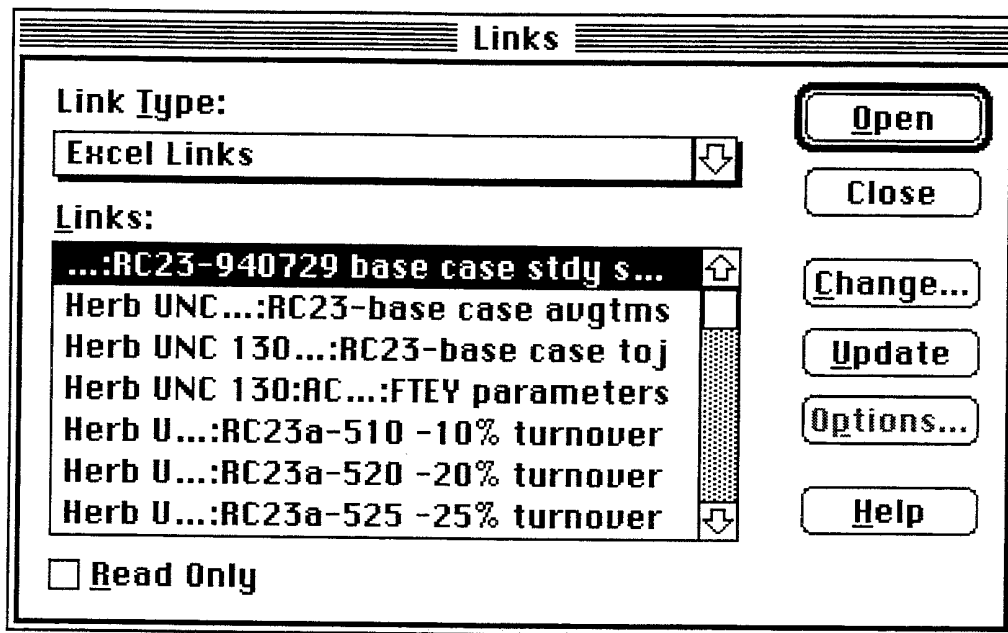 Links
Link Type:
Excel Links
Links:
...:RC23-940729 base case stdy s...
Herb UNC...:RC23-base case avgtms
Herb UNC 130...:RC23-base case toj
Herb UNC 130:RC...:FTEY parameters
Herb U...:RC23a-510 -10% turnover
Herb U...:RC23a-520 -20% turnover
Herb U...:RC23a-525 -25% turnover
Read Only
Open
Close
Change...
Update
Options...
Help